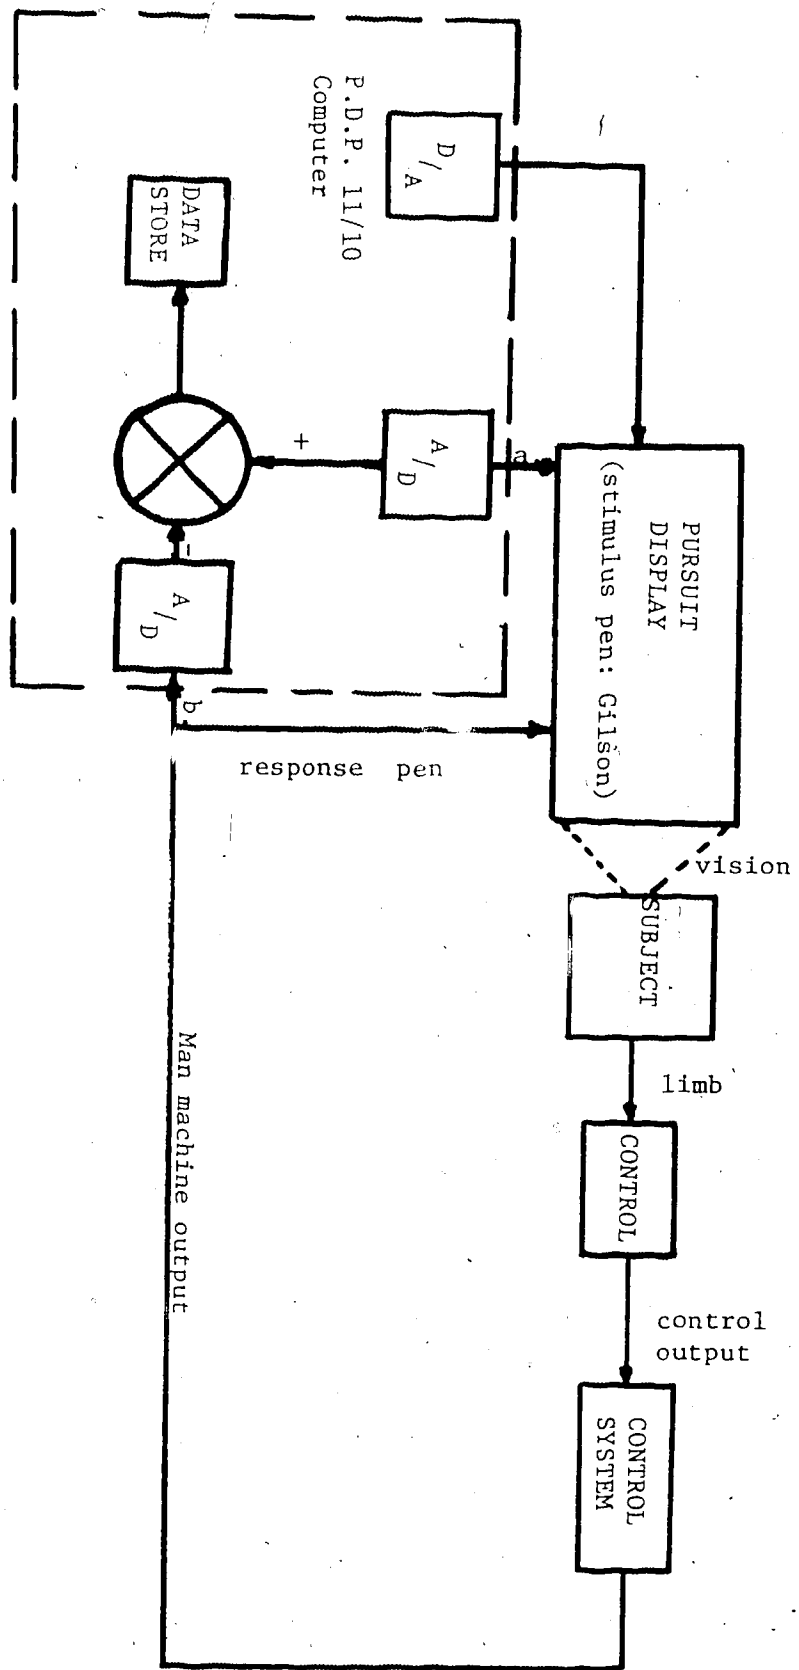 P.D.P. 11/10
Computer
D/A
DATA
STORE
+
A/D
a
-
A/D
b
PURSUIT
DISPLAY
(stimulus pen: Gilson)
response pen
vision
SUBJECT
limb
CONTROL
control
output
CONTROL
SYSTEM
Man machine output